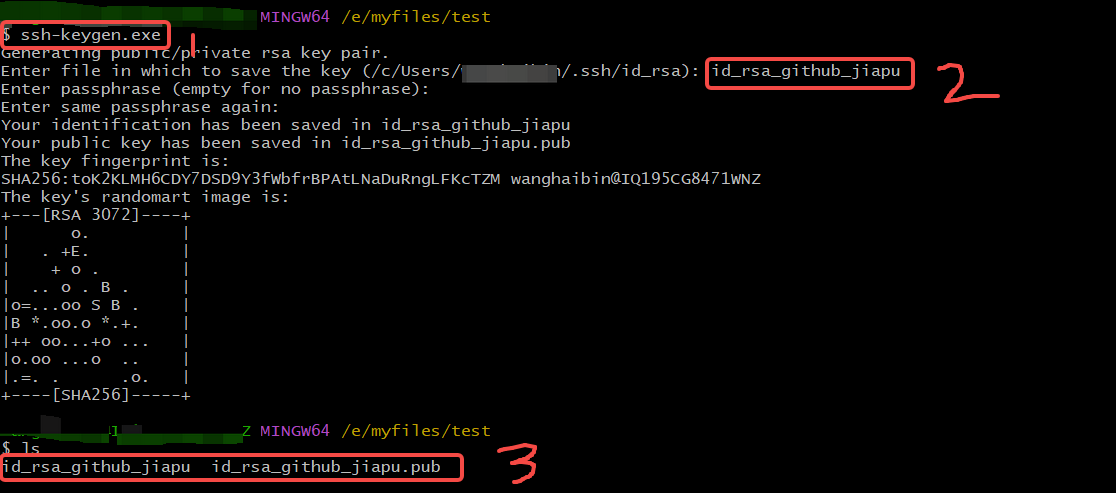 MINGW64 /e/myfiles/test
$ ssh-keygen.exe
1
Generating public/private rsa key pair.
Enter file in which to save the key (/c/Users/ /.ssh/id_rsa): id_rsa_github_jiapu
2
Enter passphrase (empty for no passphrase):
Enter same passphrase again:
Your identification has been saved in id_rsa_github_jiapu
Your public key has been saved in id_rsa_github_jiapu.pub
The key fingerprint is:
SHA256:toK2KLMH6CDY7DSD9Y3fWbfrBPAtLNaDuRngLFKcTZM wanghaibin@IQ195CG8471WNZ
The key's randomart image is:
+---[RSA 3072]----+
|       o.        |
|    . +E.        |
|     + o .       |
|  .. o . B .     |
|o=...oo S B .    |
|B *.oo.o *.+.    |
|++ oo...+o ...   |
|o.oo ...o  ..    |
|.=. .      .o.   |
+----[SHA256]-----+
Z MINGW64 /e/myfiles/test
$ ls
id_rsa_github_jiapu  id_rsa_github_jiapu.pub
3